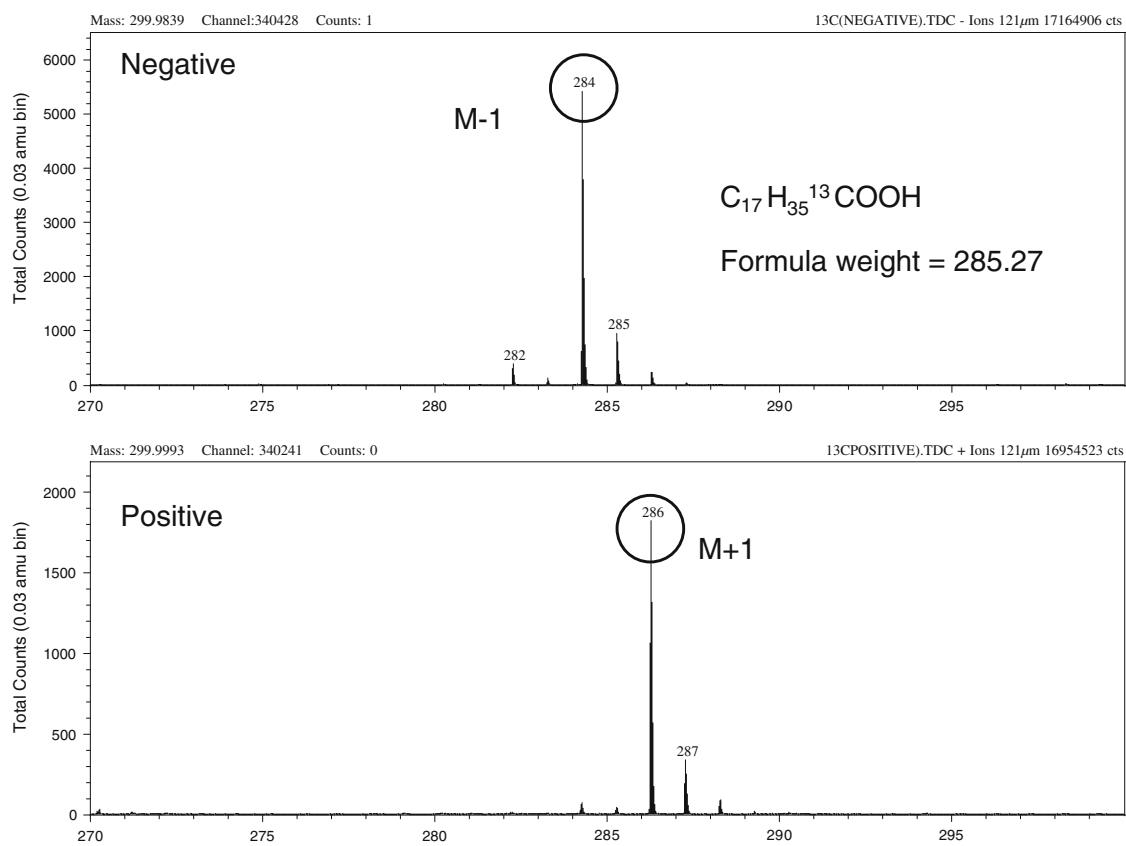 Mass: 299.9839 Channel:340428 Counts: 1 13C(NEGATIVE).TDC - Ions 121µm 17164906 cts
Total Counts (0.03 amu bin)
6000
5000
4000
3000
2000
1000
0
Negative
M-1
284
282
285
C₁₇H₃₅¹³COOH
Formula weight = 285.27
270 275 280 285 290 295
Mass: 299.9993 Channel: 340241 Counts: 0 13CPOSITIVE).TDC + Ions 121µm 16954523 cts
Total Counts (0.03 amu bin)
2000
1500
1000
500
0
Positive
286
M+1
287
270 275 280 285 290 295